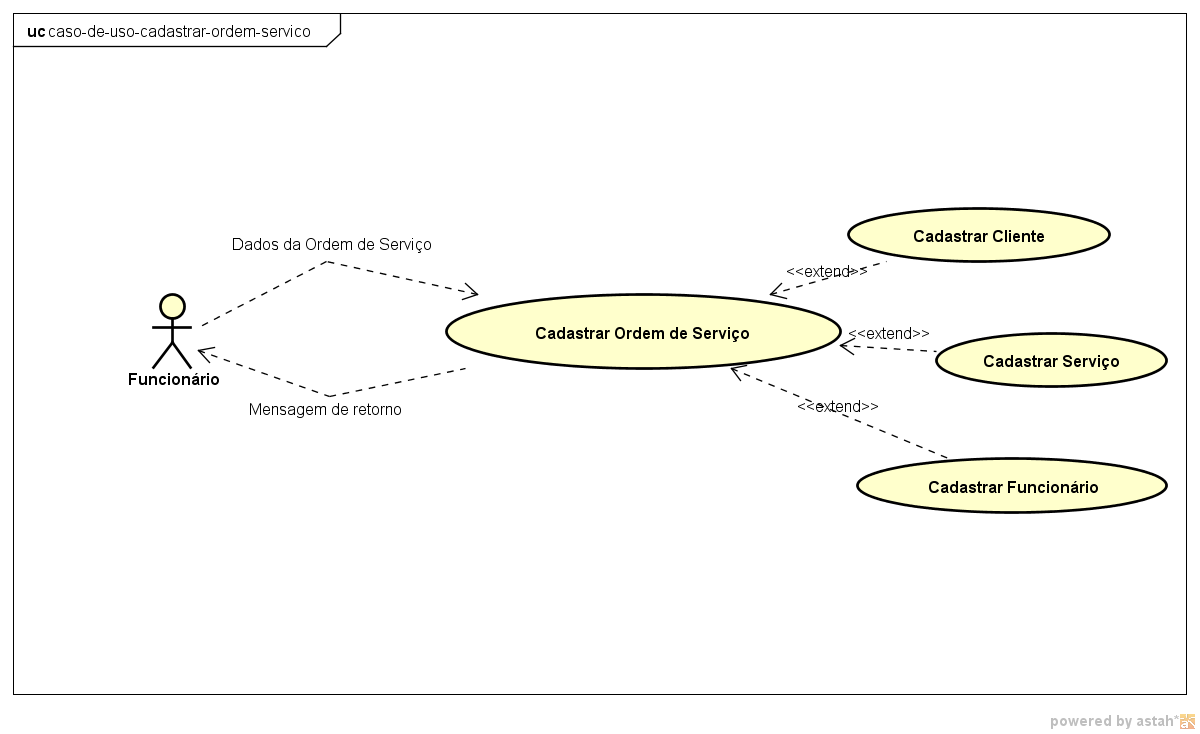 uc caso-de-uso-cadastrar-ordem-servico
Dados da Ordem de Serviço
Cadastrar Cliente
<<extend>>
Cadastrar Ordem de Serviço
<<extend>>
Cadastrar Serviço
Funcionário
Mensagem de retorno
<<extend>>
Cadastrar Funcionário
powered by astah*